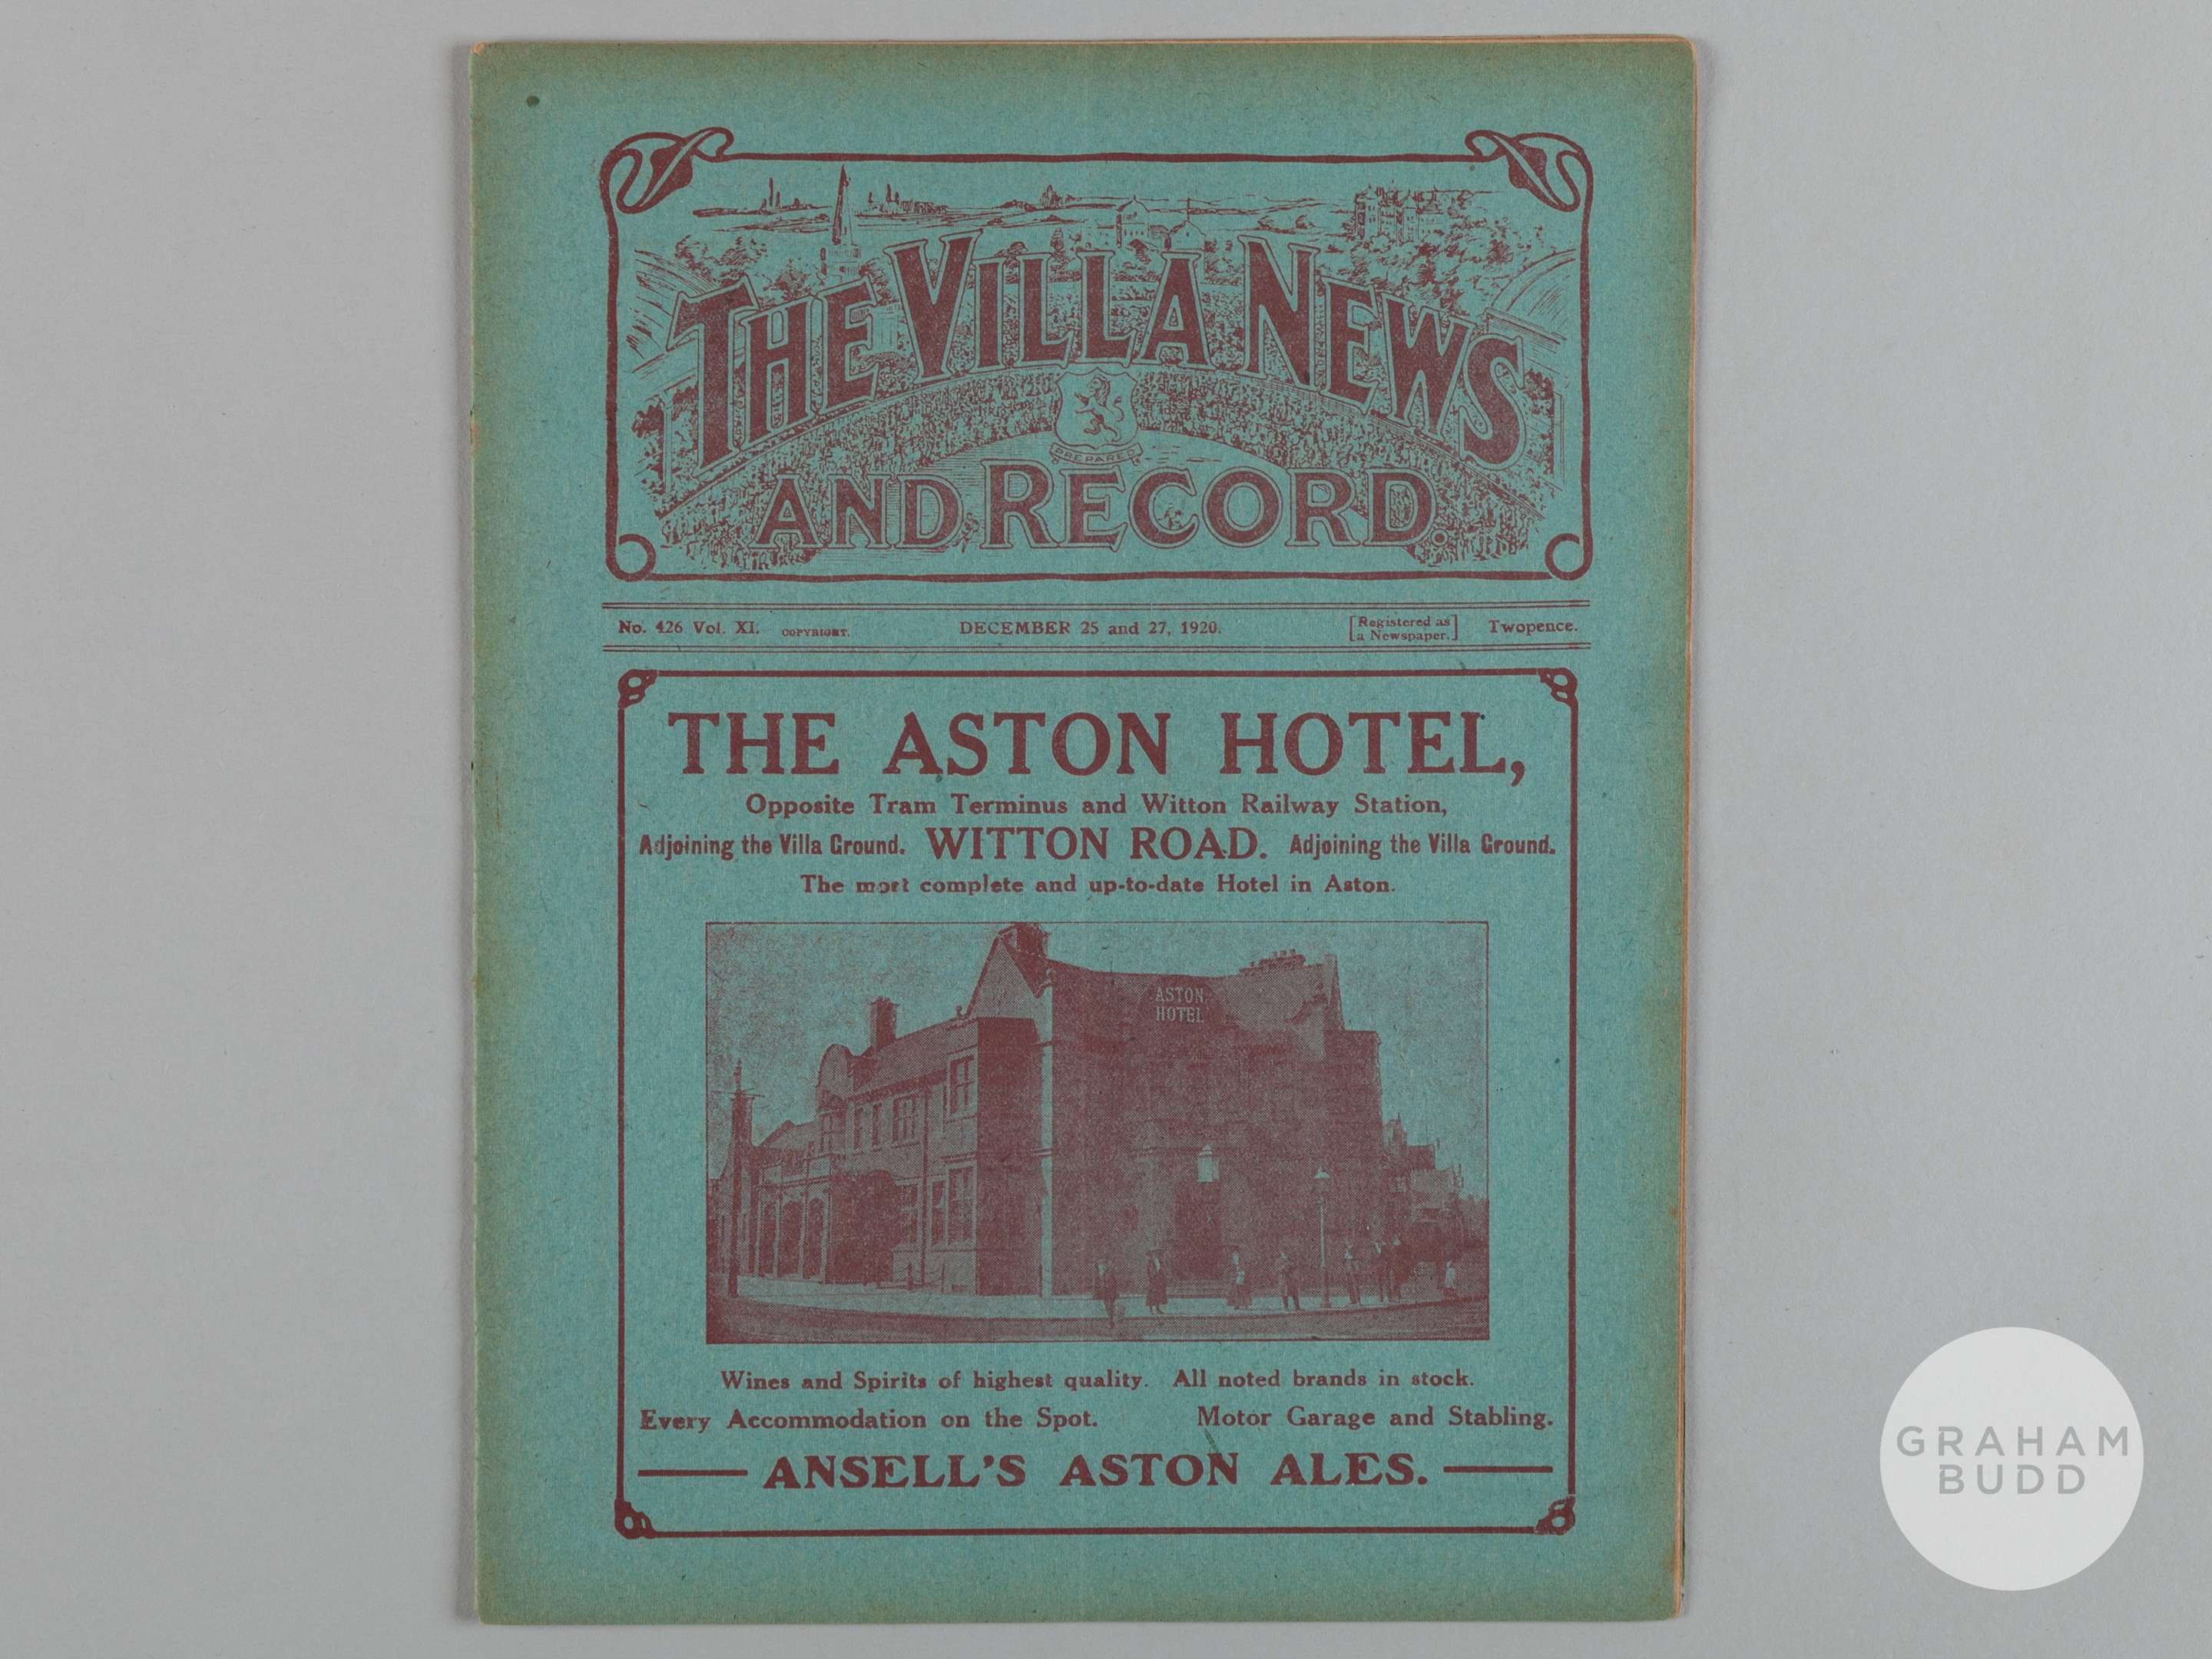 THE VILLA NEWS
PREPARED
AND RECORD.
No. 426 Vol. XI. COPYRIGHT. DECEMBER 25 and 27, 1920. [Registered as a Newspaper.] Twopence.
THE ASTON HOTEL,
Opposite Tram Terminus and Witton Railway Station,
Adjoining the Villa Ground. WITTON ROAD. Adjoining the Villa Ground.
The most complete and up-to-date Hotel in Aston.
ASTON
HOTEL
Wines and Spirits of highest quality. All noted brands in stock.
Every Accommodation on the Spot. Motor Garage and Stabling.
ANSELL'S ASTON ALES.
GRAHAM
BUDD